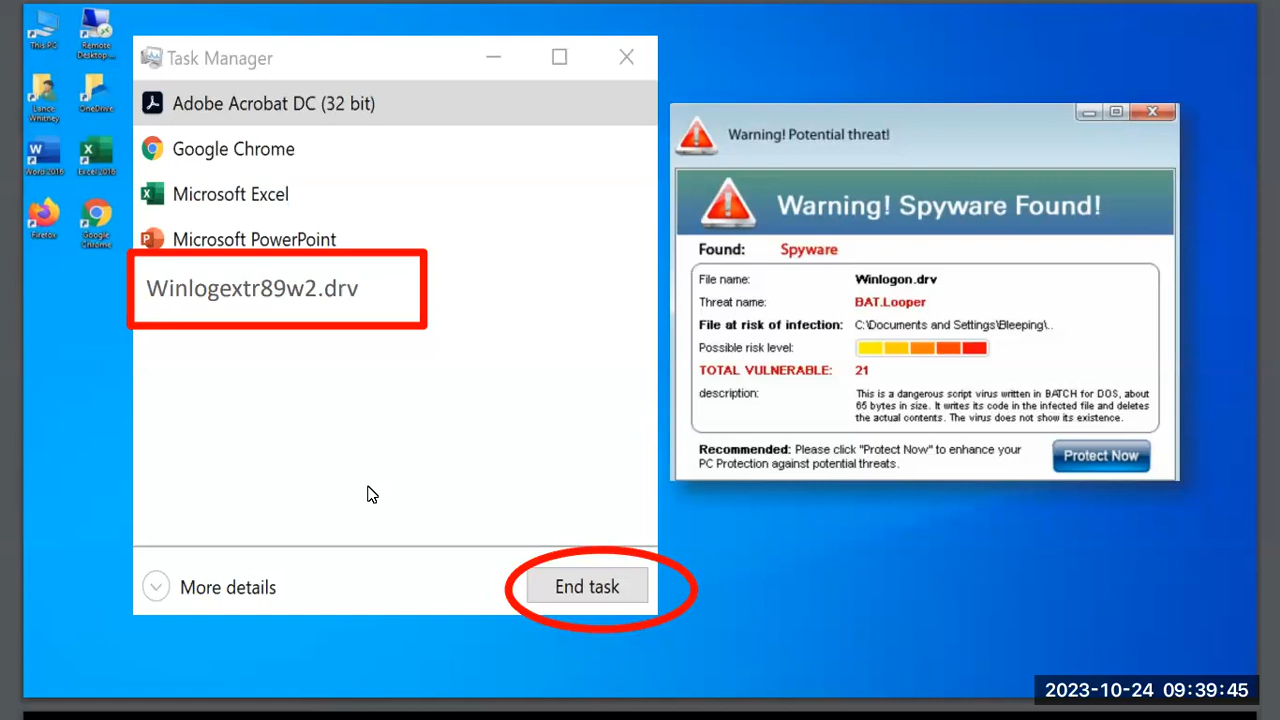 This PC
Remote
Desktop...
Lance
Whitney
OneDrive
Word 2016
Excel 2016
Firefox
Google
Chrome
Task Manager
Adobe Acrobat DC (32 bit)
Google Chrome
Microsoft Excel
Microsoft PowerPoint
Winlogextr89w2.drv
More details
End task
Warning! Potential threat!
Warning! Spyware Found!
Found: Spyware
File name: Winlogon.drv
Threat name: BAT.Looper
File at risk of infection: C:\Documents and Settings\Bleeping\..
Possible risk level:
TOTAL VULNERABLE: 21
description: This is a dangerous script virus written in BATCH for DOS, about
65 bytes in size. It writes its code in the infected file and deletes
the actual contents. The virus does not show its existence.
Recommended: Please click "Protect Now" to enhance your
PC Protection against potential threats.
Protect Now
2023-10-24 09:39:45